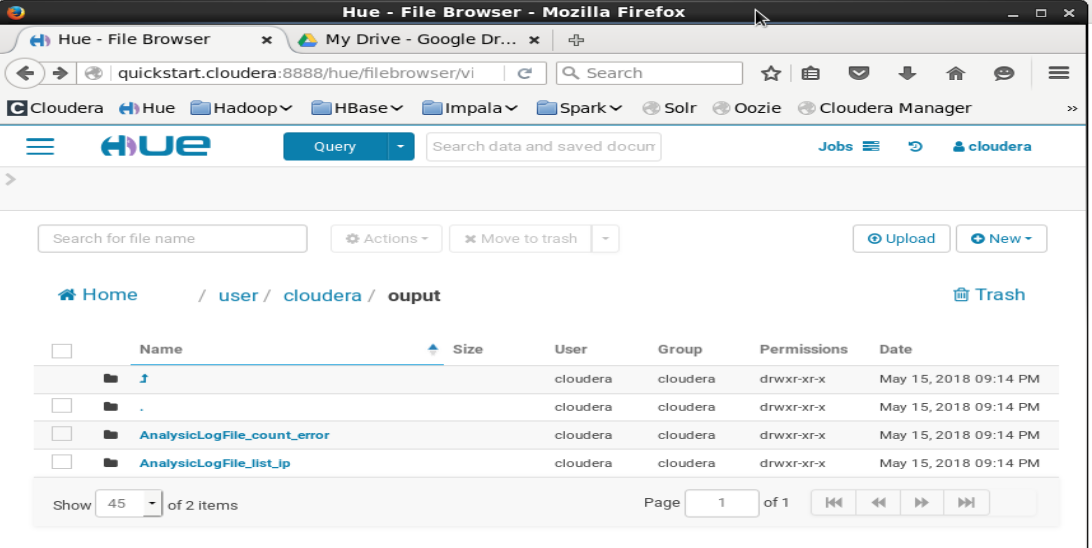 Hue - File Browser - Mozilla Firefox
Hue - File Browser × My Drive - Google Dr... ×
quickstart.cloudera:8888/hue/filebrowser/vi Search
Cloudera Hue Hadoop HBase Impala Spark Solr Oozie Cloudera Manager »
HUE Query Search data and saved docum Jobs cloudera
>
Search for file name Actions Move to trash Upload New
Home / user / cloudera / ouput Trash
Name Size User Group Permissions Date
cloudera cloudera drwxr-xr-x May 15, 2018 09:14 PM
. cloudera cloudera drwxr-xr-x May 15, 2018 09:14 PM
AnalysicLogFile_count_error cloudera cloudera drwxr-xr-x May 15, 2018 09:14 PM
AnalysicLogFile_list_ip cloudera cloudera drwxr-xr-x May 15, 2018 09:14 PM
Show 45 of 2 items Page 1 of 1